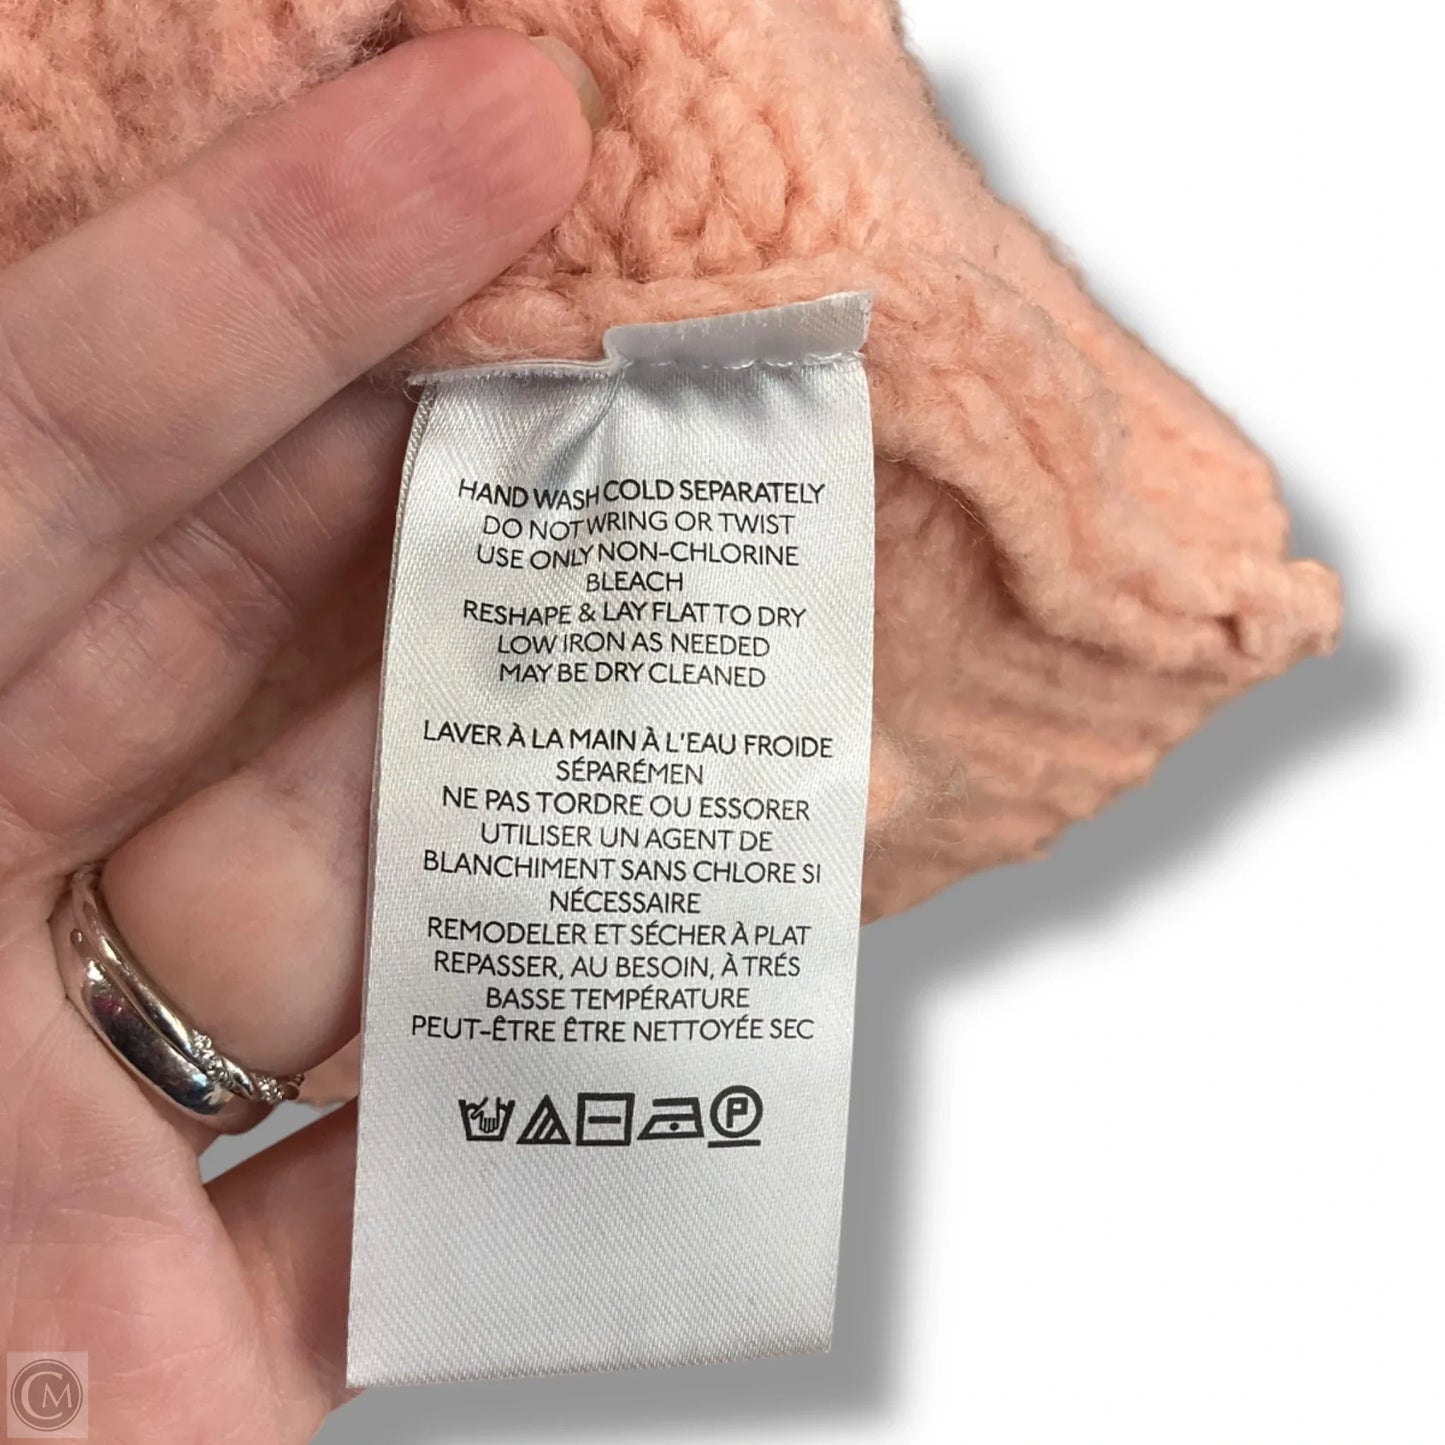 HAND WASH COLD SEPARATELY
DO NOT WRING OR TWIST
USE ONLY NON-CHLORINE
BLEACH
RESHAPE & LAY FLAT TO DRY
LOW IRON AS NEEDED
MAY BE DRY CLEANED
LAVER À LA MAIN À L'EAU FROIDE
SÉPARÉMEN
NE PAS TORDRE OU ESSORER
UTILISER UN AGENT DE
BLANCHIMENT SANS CHLORE SI
NÉCESSAIRE
REMODELER ET SÉCHER À PLAT
REPASSER, AU BESOIN, À TRÉS
BASSE TEMPÉRATURE
PEUT-ÊTRE ÊTRE NETTOYÉE SEC
P
CM